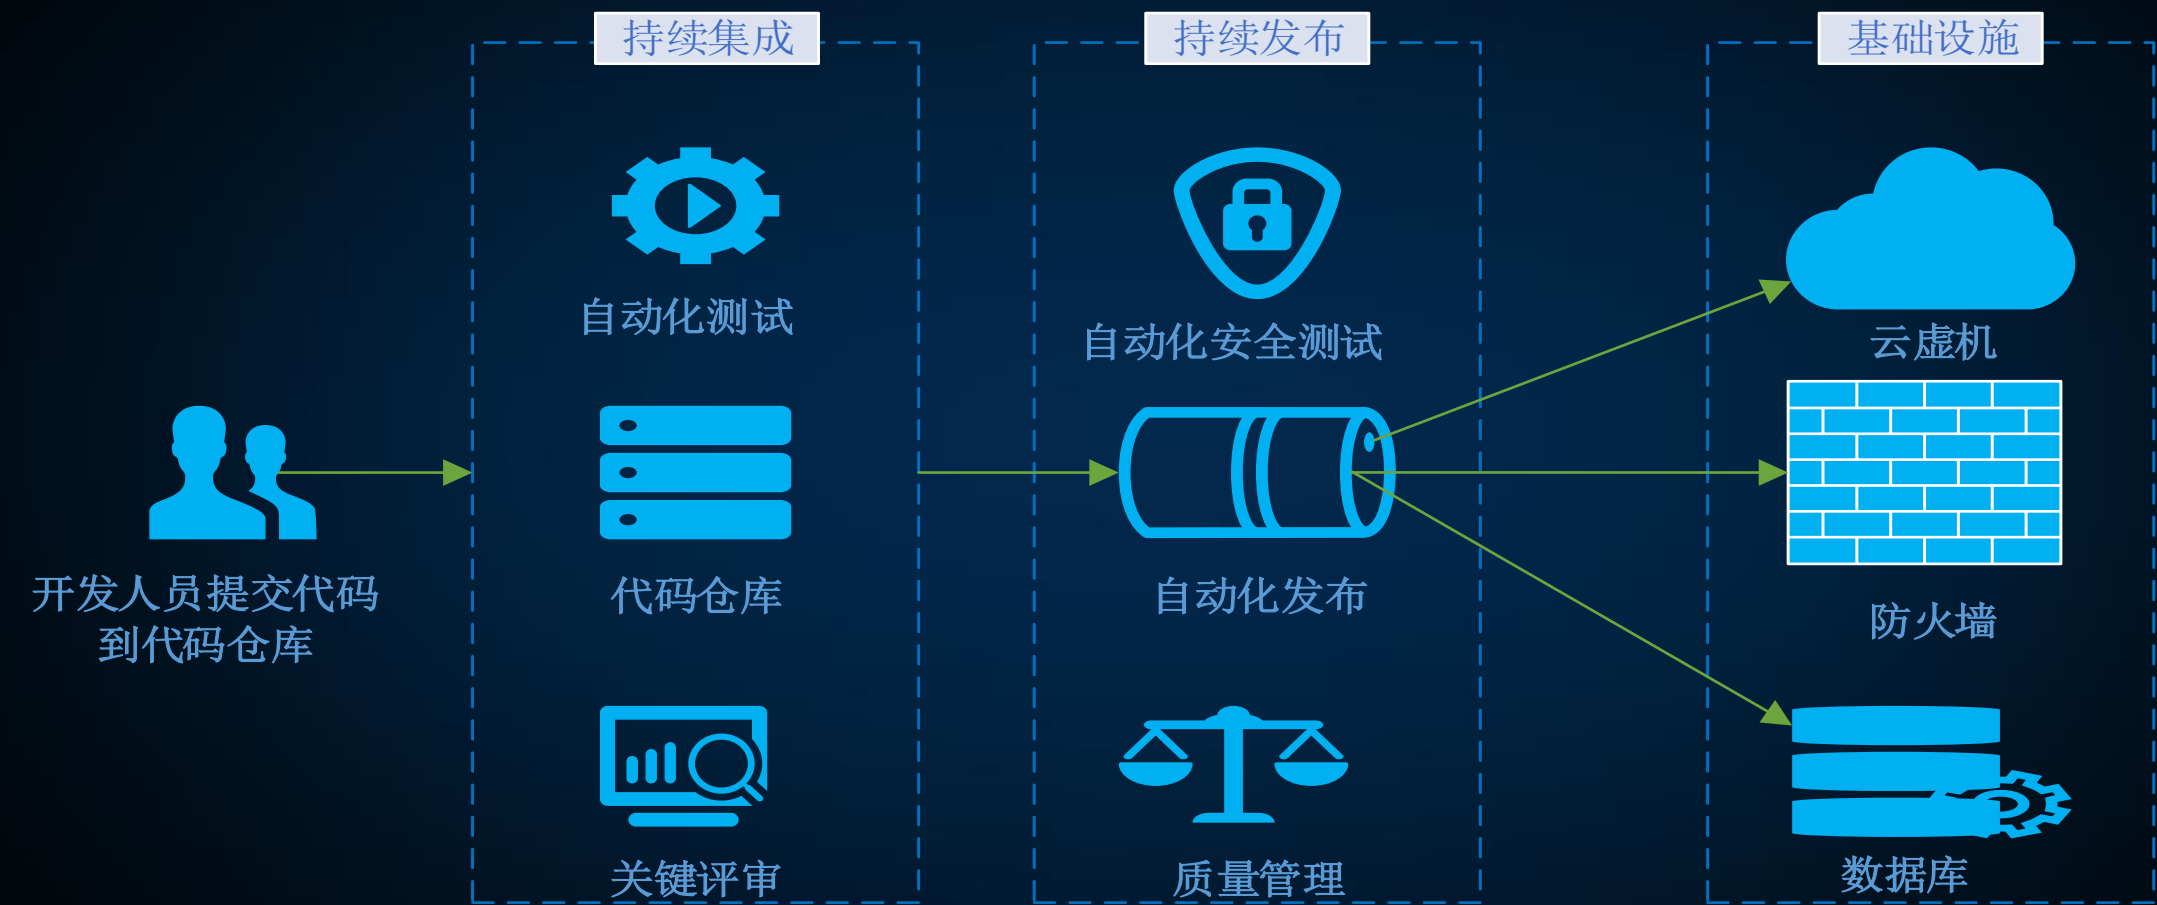 持续集成
持续发布
基础设施
自动化测试
自动化安全测试
云虚机
开发人员提交代码
到代码仓库
代码仓库
自动化发布
防火墙
关键评审
质量管理
数据库